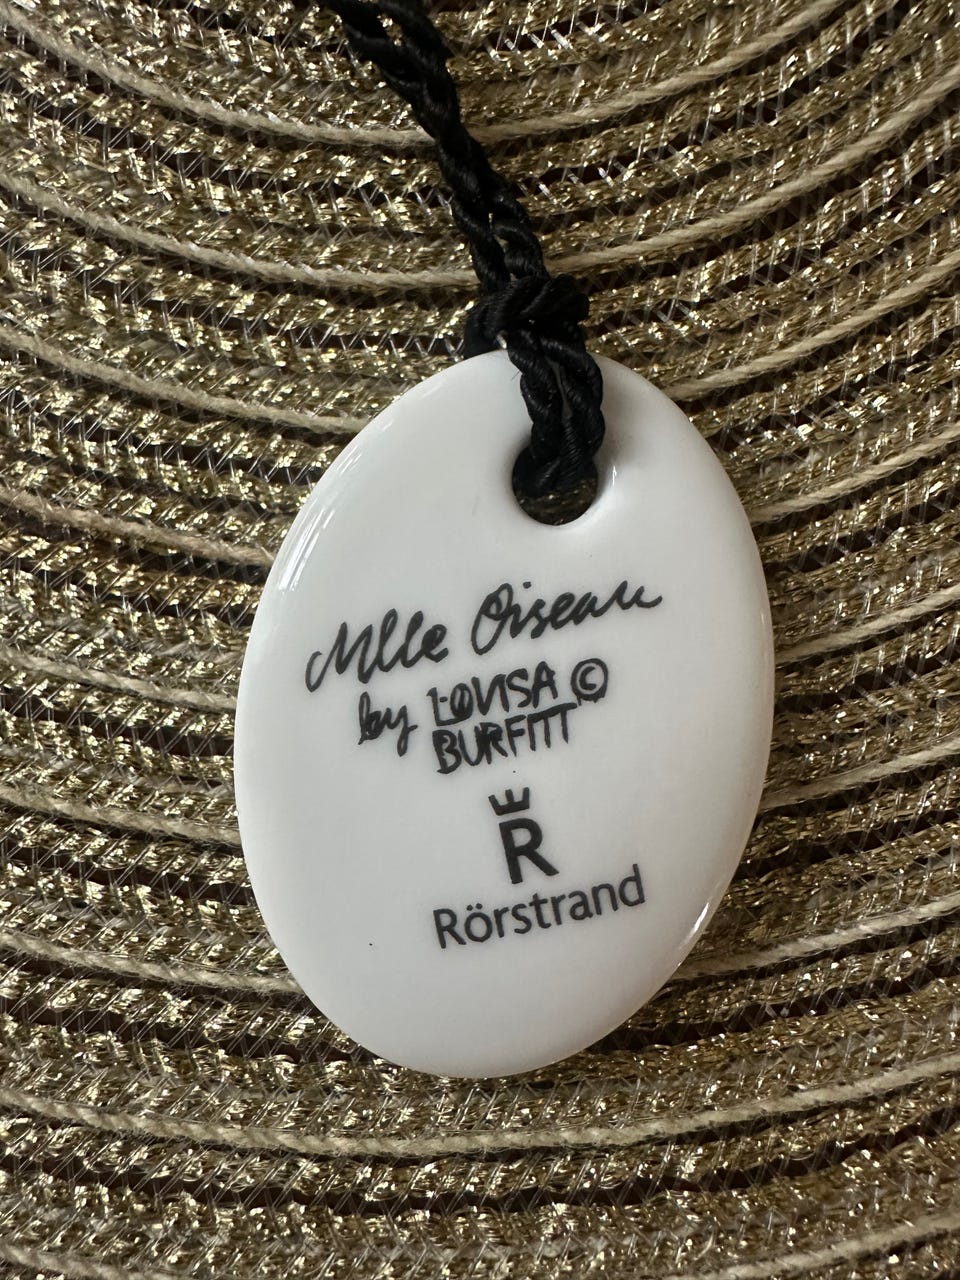 Mlle Oiseau
by LOVISA ©
BURFITT
R
Rörstrand